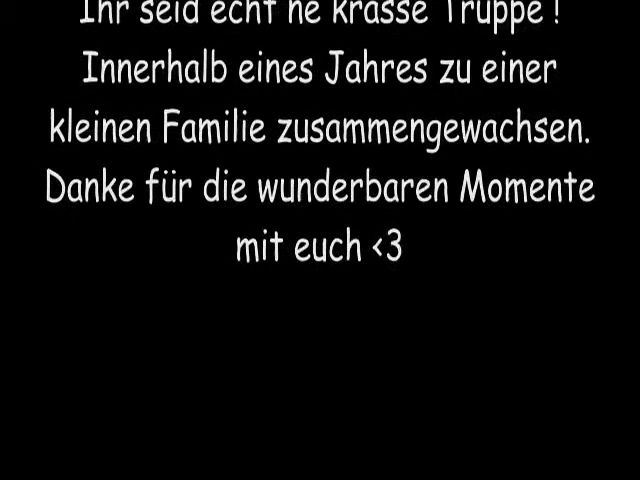 Ihr seid echt ne krasse Truppe !
Innerhalb eines Jahres zu einer
kleinen Familie zusammengewachsen.
Danke für die wunderbaren Momente
mit euch <3